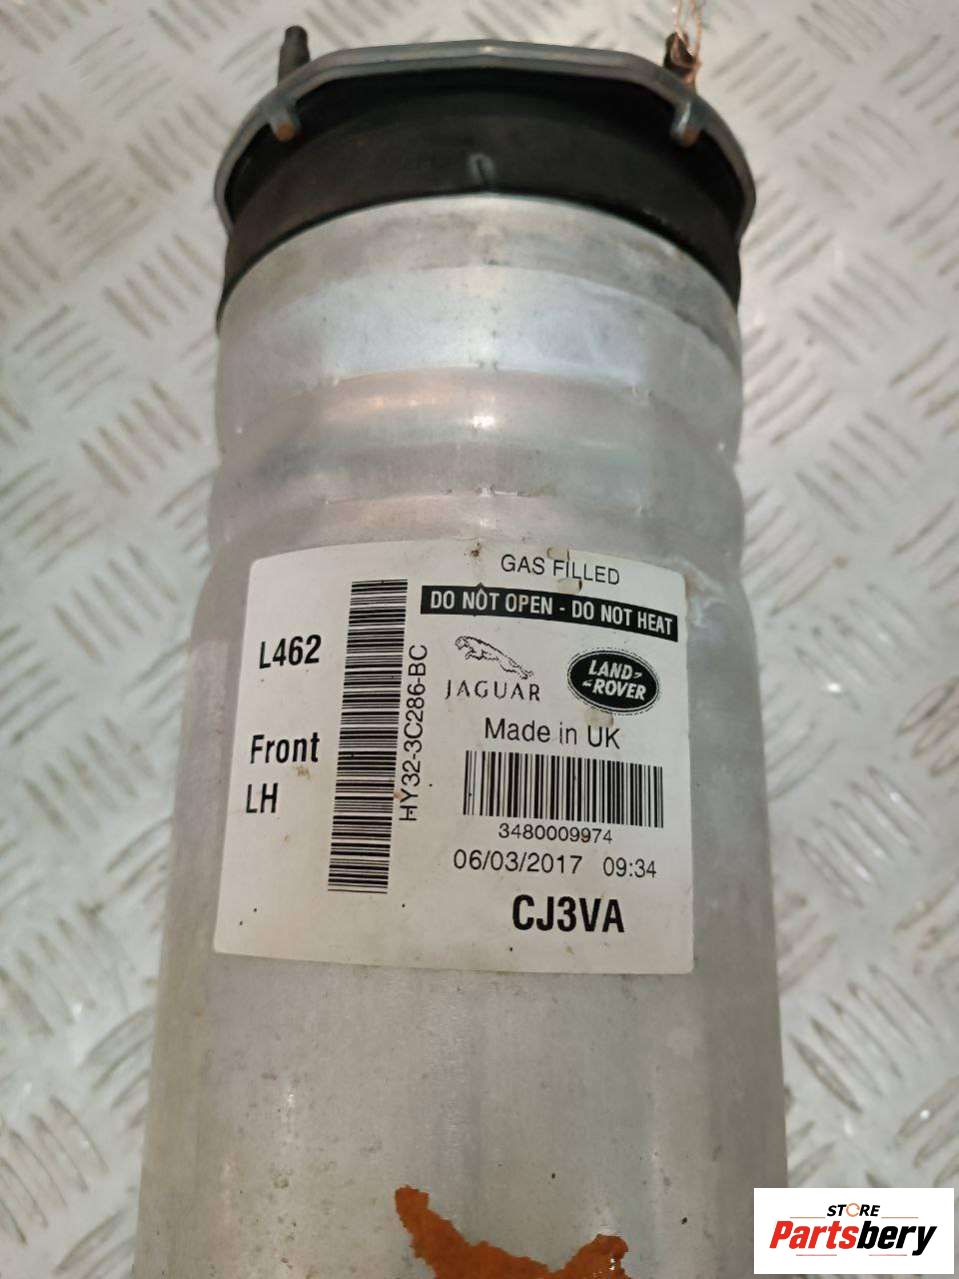 GAS FILLED
DO NOT OPEN - DO NOT HEAT
L462
Front
LH
HY32-3C286-BC
JAGUAR
LAND-
-ROVER
Made in UK
3480009974
06/03/2017 09:34
CJ3VA
STORE
Partsbery